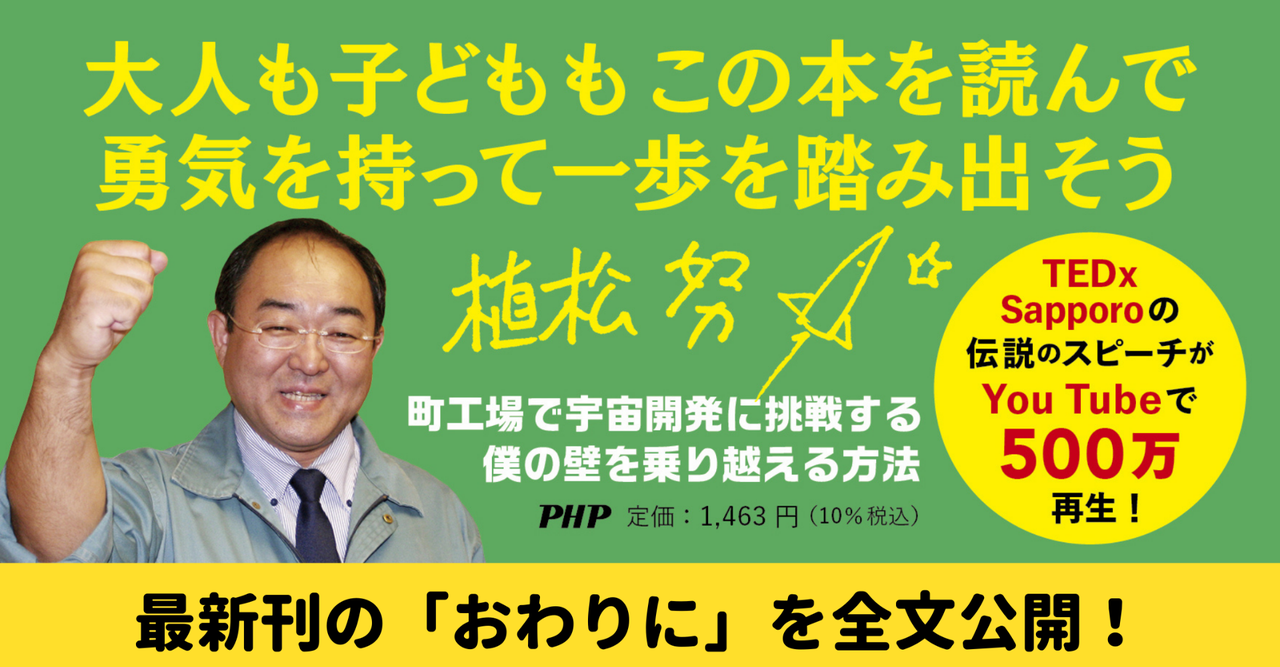 大人も子どももこの本を読んで
勇気を持って一歩を踏み出そう
植松 努
町工場で宇宙開発に挑戦する
僕の壁を乗り越える方法
PHP 定価：1,463円（10%税込）
TEDx
Sapporoの
伝説のスピーチが
You Tubeで
500万
再生！
最新刊の「おわりに」を全文公開！